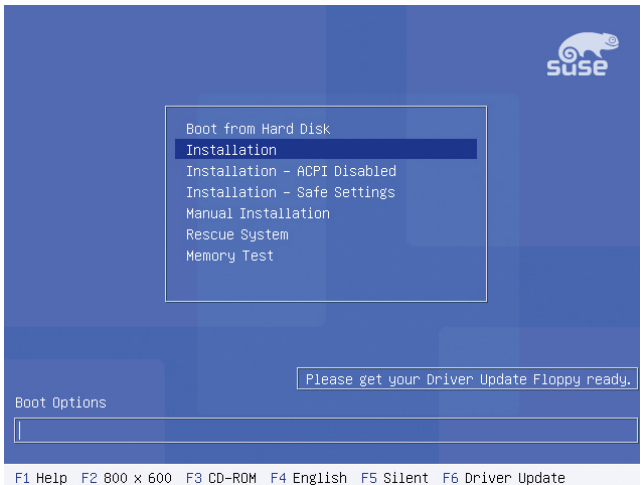 suse
Boot from Hard Disk
Installation
Installation - ACPI Disabled
Installation - Safe Settings
Manual Installation
Rescue System
Memory Test
Please get your Driver Update Floppy ready.
Boot Options
F1 Help F2 800 x 600 F3 CD-ROM F4 English F5 Silent F6 Driver Update